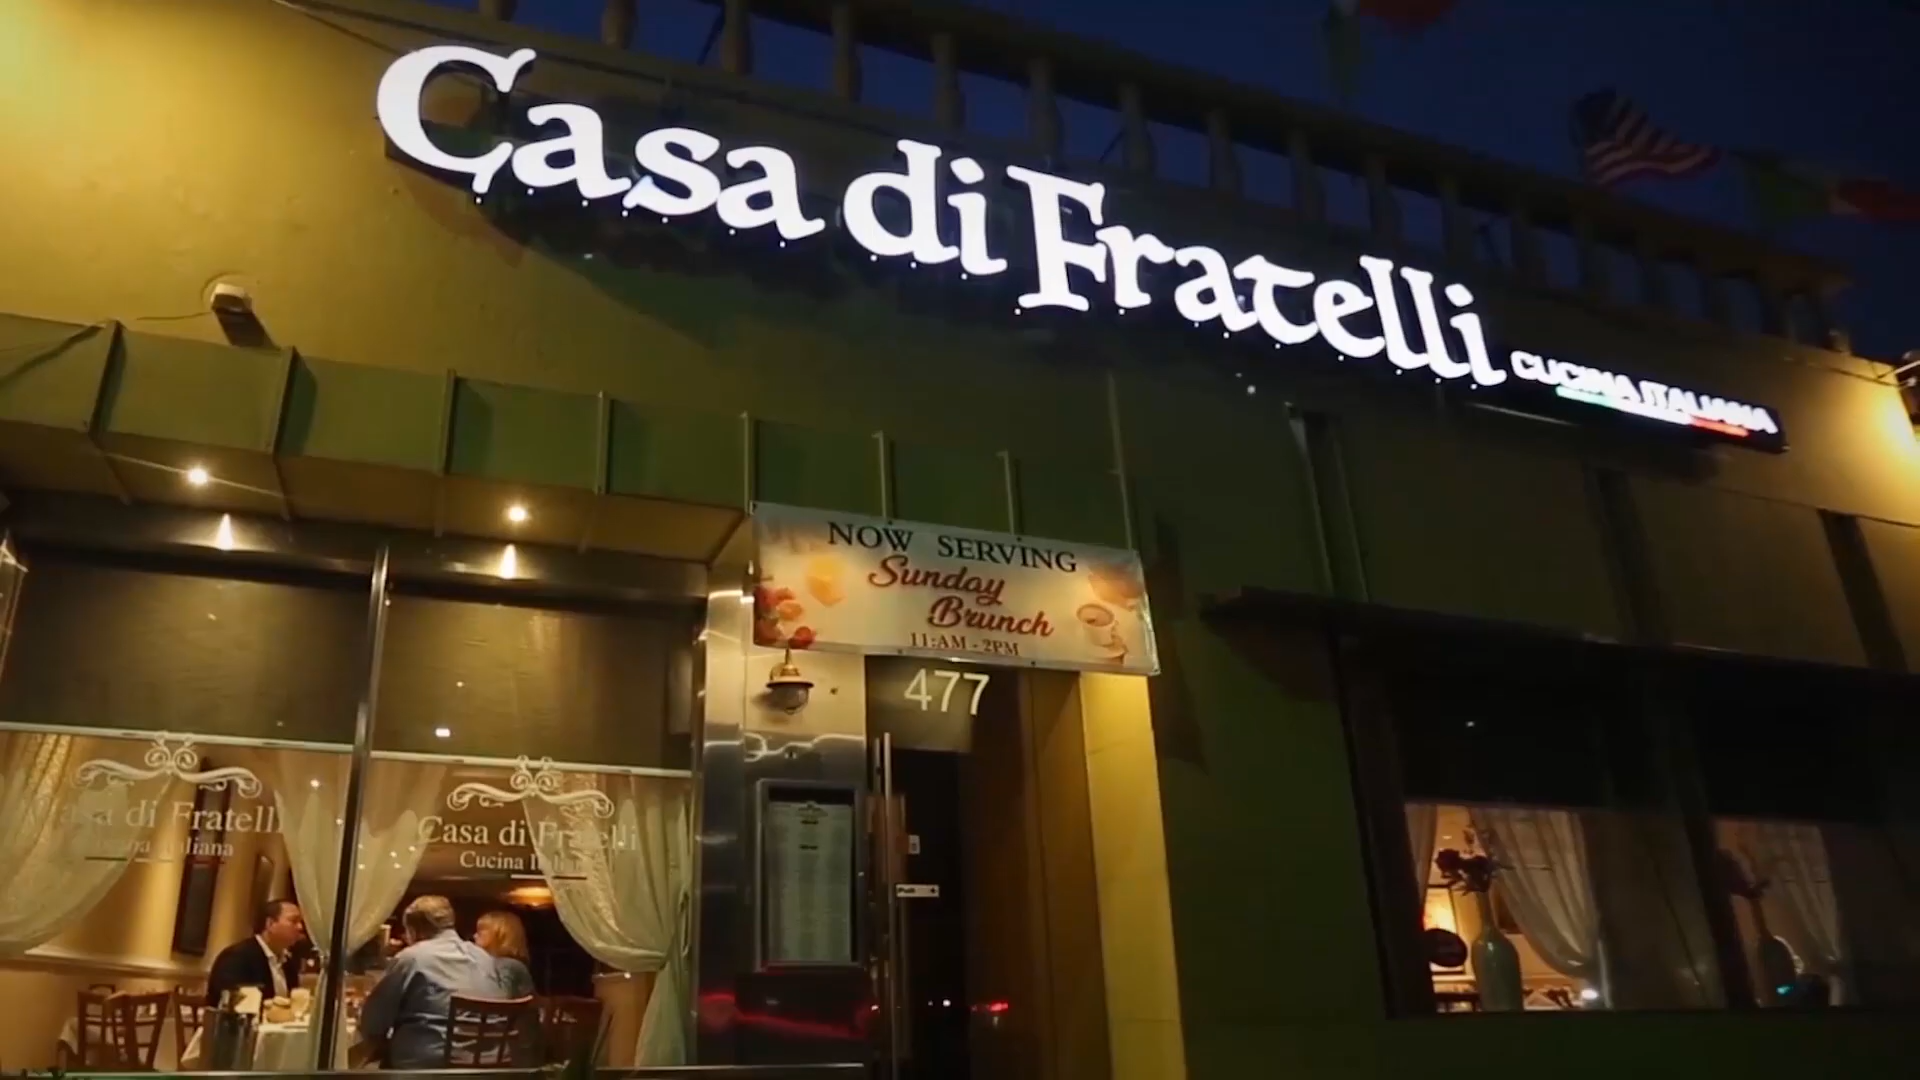 Casa di Fratelli
CUCINA ITALIANA
NOW SERVING
Sunday
Brunch
11:AM - 2PM
477
Casa di Fratelli
Cucina Italiana
Casa di Fratelli
Cucina Italiana
Pull